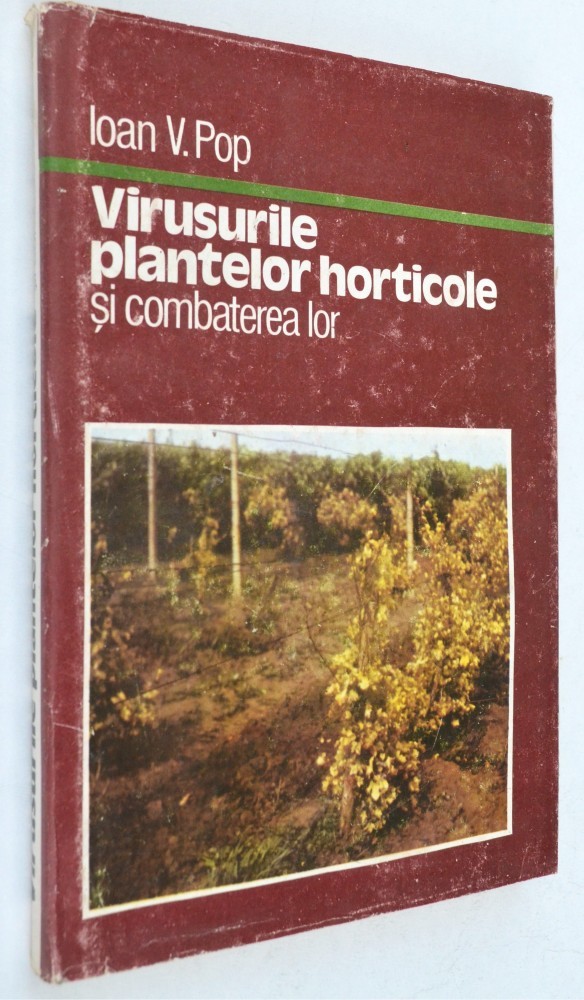 Ioan V. Pop
Virusurile
plantelor horticole
și combaterea lor